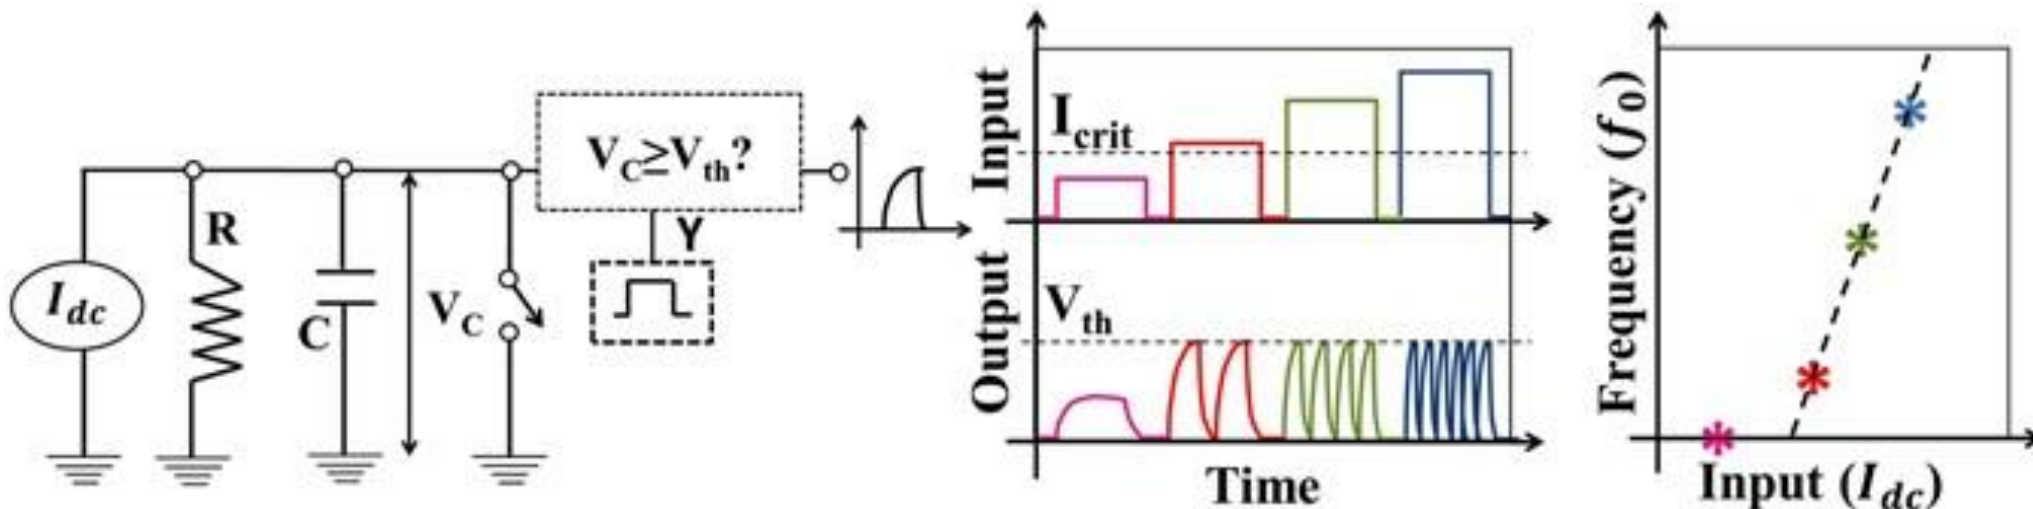 I_dc
R
C
V_C
V_C≥V_th?
Y
Input
I_crit
Output
V_th
Time
Frequency (f_0)
Input (I_dc)